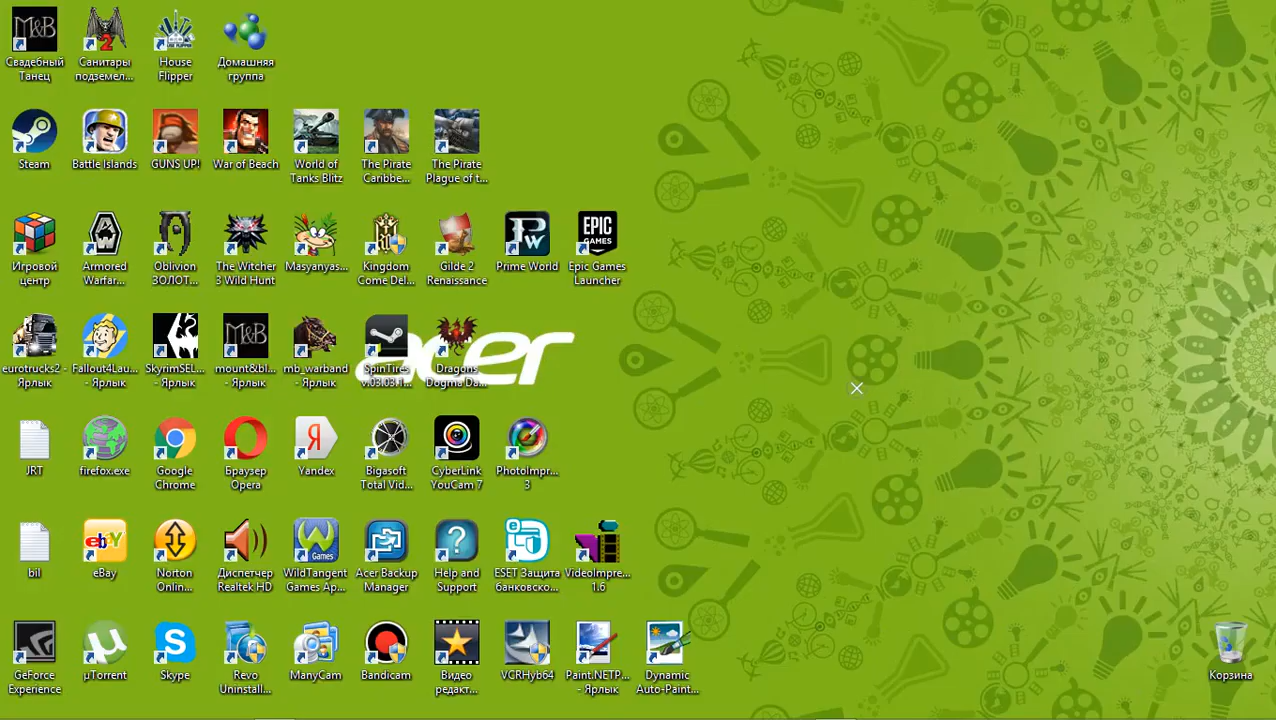 Свадебный
Танец
Санитары
подземел...
House
Flipper
Домашняя
группа
Steam
Battle Islands
GUNS UP!
War of Beach
World of
Tanks Blitz
The Pirate
Caribbe...
The Pirate
Plague of t...
Игровой
центр
Armored
Warfar...
Oblivion
ЗОЛОТ...
The Witcher
3 Wild Hunt
Masyanyas...
Kingdom
Come Del...
Gilde 2
Renaissance
Prime World
EPIC
GAMES
Epic Games
Launcher
eurotrucks2 -
Ярлык
Fallout4Lau...
- Ярлык
SkyrimSEL...
- Ярлык
M&B
mount&bl...
- Ярлык
mb_warband
- Ярлык
SpinTires
Dragons
Dogma Da...
acer
JRT
firefox.exe
Google
Chrome
Браузер
Opera
Yandex
Bigasoft
Total Vid...
CyberLink
YouCam 7
PhotoImpr...
3
bil
eBay
Norton
Onlin...
Диспетчер
Realtek HD
Games
WildTangent
Games Ap...
Acer Backup
Manager
Help and
Support
ESET Защита
банковско...
VideoImpre...
1.6
GeForce
Experience
µTorrent
Skype
Revo
Uninstall...
ManyCam
Bandicam
Видео
редакт...
VCRHyb64
Paint.NETP...
- Ярлык
Dynamic
Auto-Paint...
Корзина